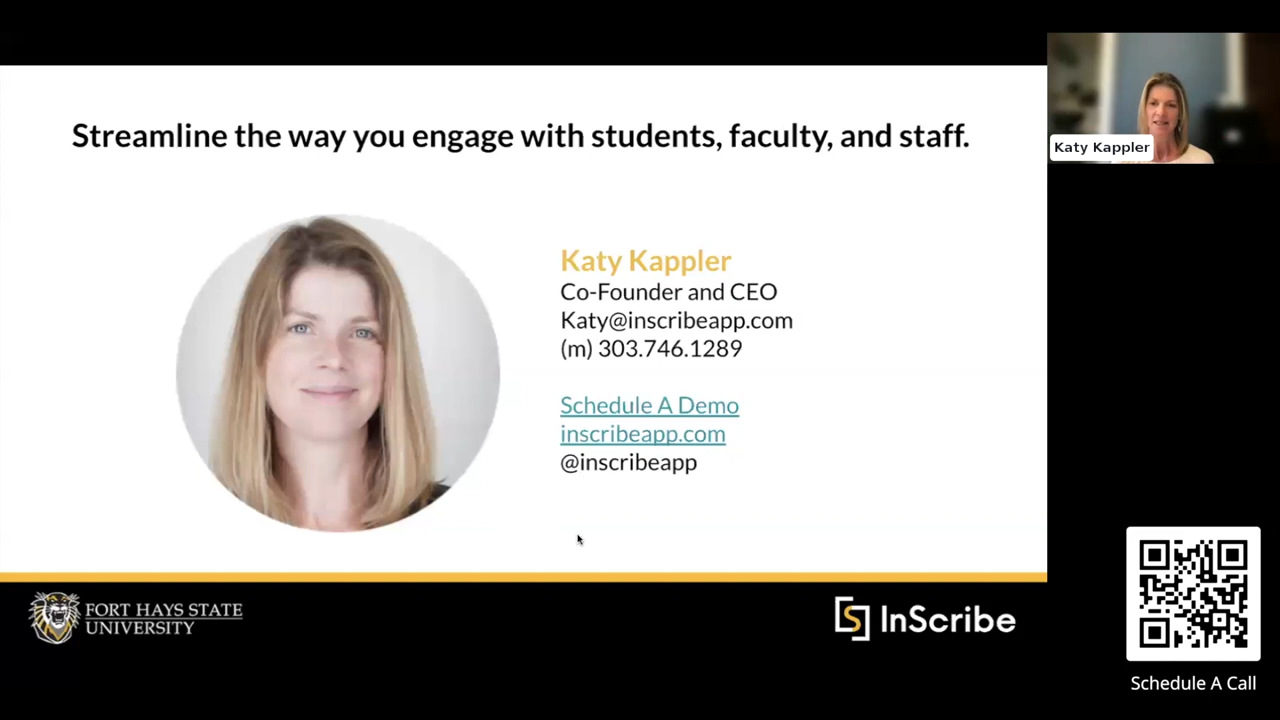 Streamline the way you engage with students, faculty, and staff.
Katy Kappler
Katy Kappler
Co-Founder and CEO
Katy@inscribeapp.com
(m) 303.746.1289
Schedule A Demo
inscribeapp.com
@inscribeapp
FORT HAYS STATE
UNIVERSITY
InScribe
Schedule A Call